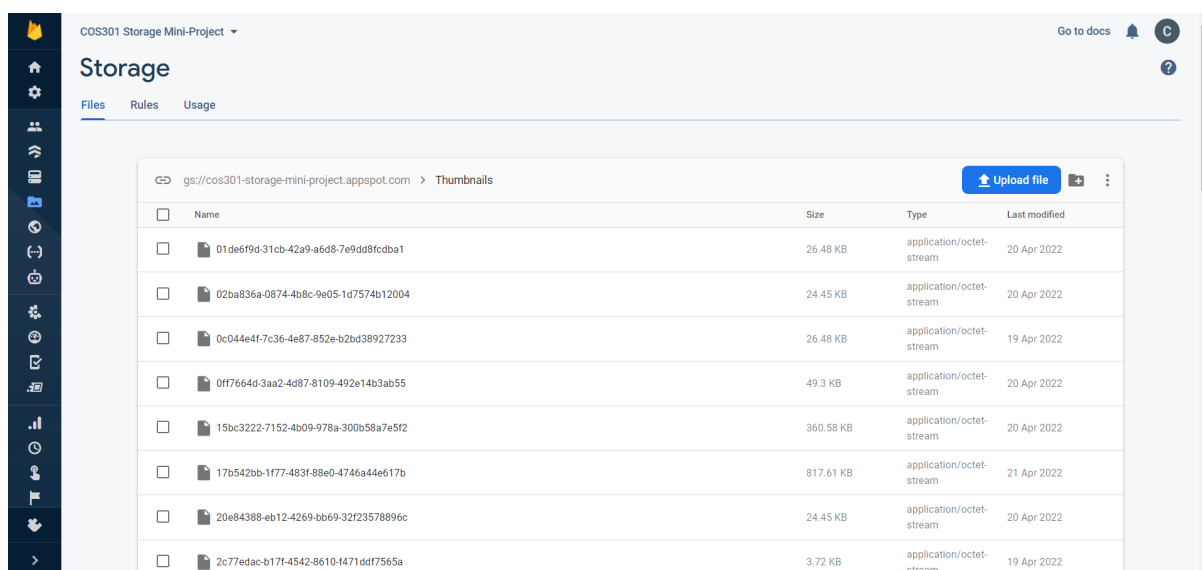 COS301 Storage Mini-Project
Go to docs
C
Storage
Files Rules Usage
gs://cos301-storage-mini-project.appspot.com > Thumbnails
Upload file
Name Size Type Last modified
01de6f9d-31cb-42a9-a6d8-7e9dd8fcdba1 26.48 KB application/octet-stream 20 Apr 2022
02ba836a-0874-4b8c-9e05-1d7574b12004 24.45 KB application/octet-stream 20 Apr 2022
0c044e4f-7c36-4e87-852e-b2bd38927233 26.48 KB application/octet-stream 19 Apr 2022
0ff7664d-3aa2-4d87-8109-492e14b3ab55 49.3 KB application/octet-stream 20 Apr 2022
15bc3222-7152-4b09-978a-300b58a7e5f2 360.58 KB application/octet-stream 20 Apr 2022
17b542bb-1f77-483f-88e0-4746a44e617b 817.61 KB application/octet-stream 21 Apr 2022
20e84388-eb12-4269-bb69-32f23578896c 24.45 KB application/octet-stream 20 Apr 2022
2c77edac-b17f-4542-8610-f471ddf7565a 3.72 KB application/octet-stream 19 Apr 2022